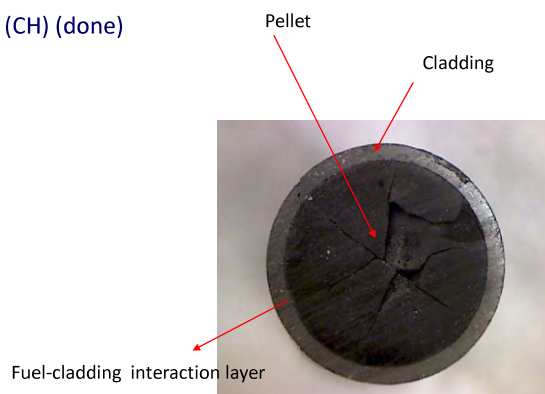 (CH) (done)
Pellet
Cladding
Fuel-cladding interaction layer